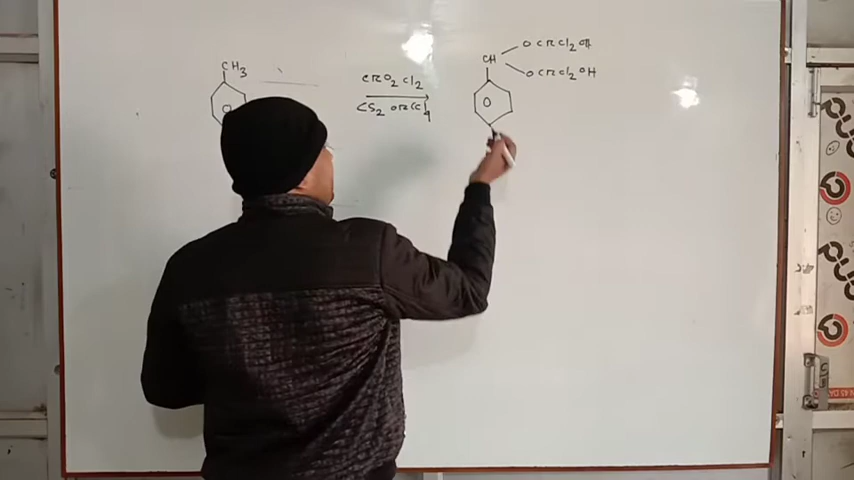 CH3
CrO2Cl2
CS2 or CCl4
CH
OCrCl2OH
OCrCl2OH